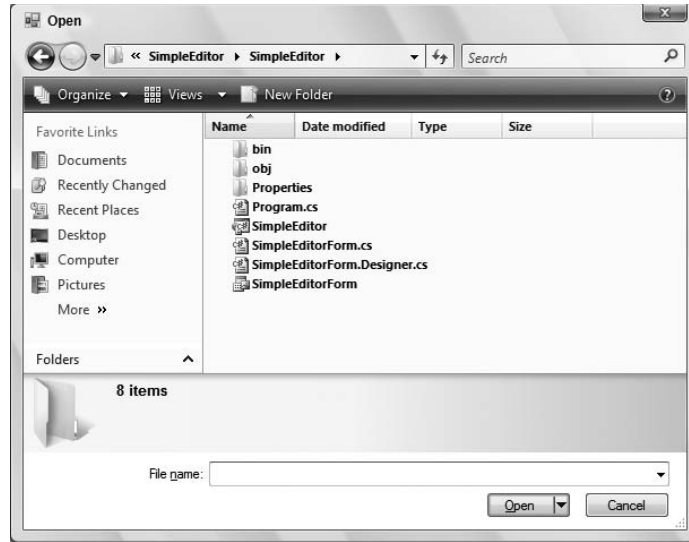 Open
« SimpleEditor SimpleEditor Search
Organize Views New Folder
Favorite Links
Documents
Recently Changed
Recent Places
Desktop
Computer
Pictures
More »
Folders
Name Date modified Type Size
bin
obj
Properties
Program.cs
SimpleEditor
SimpleEditorForm.cs
SimpleEditorForm.Designer.cs
SimpleEditorForm
8 items
File name:
Open Cancel